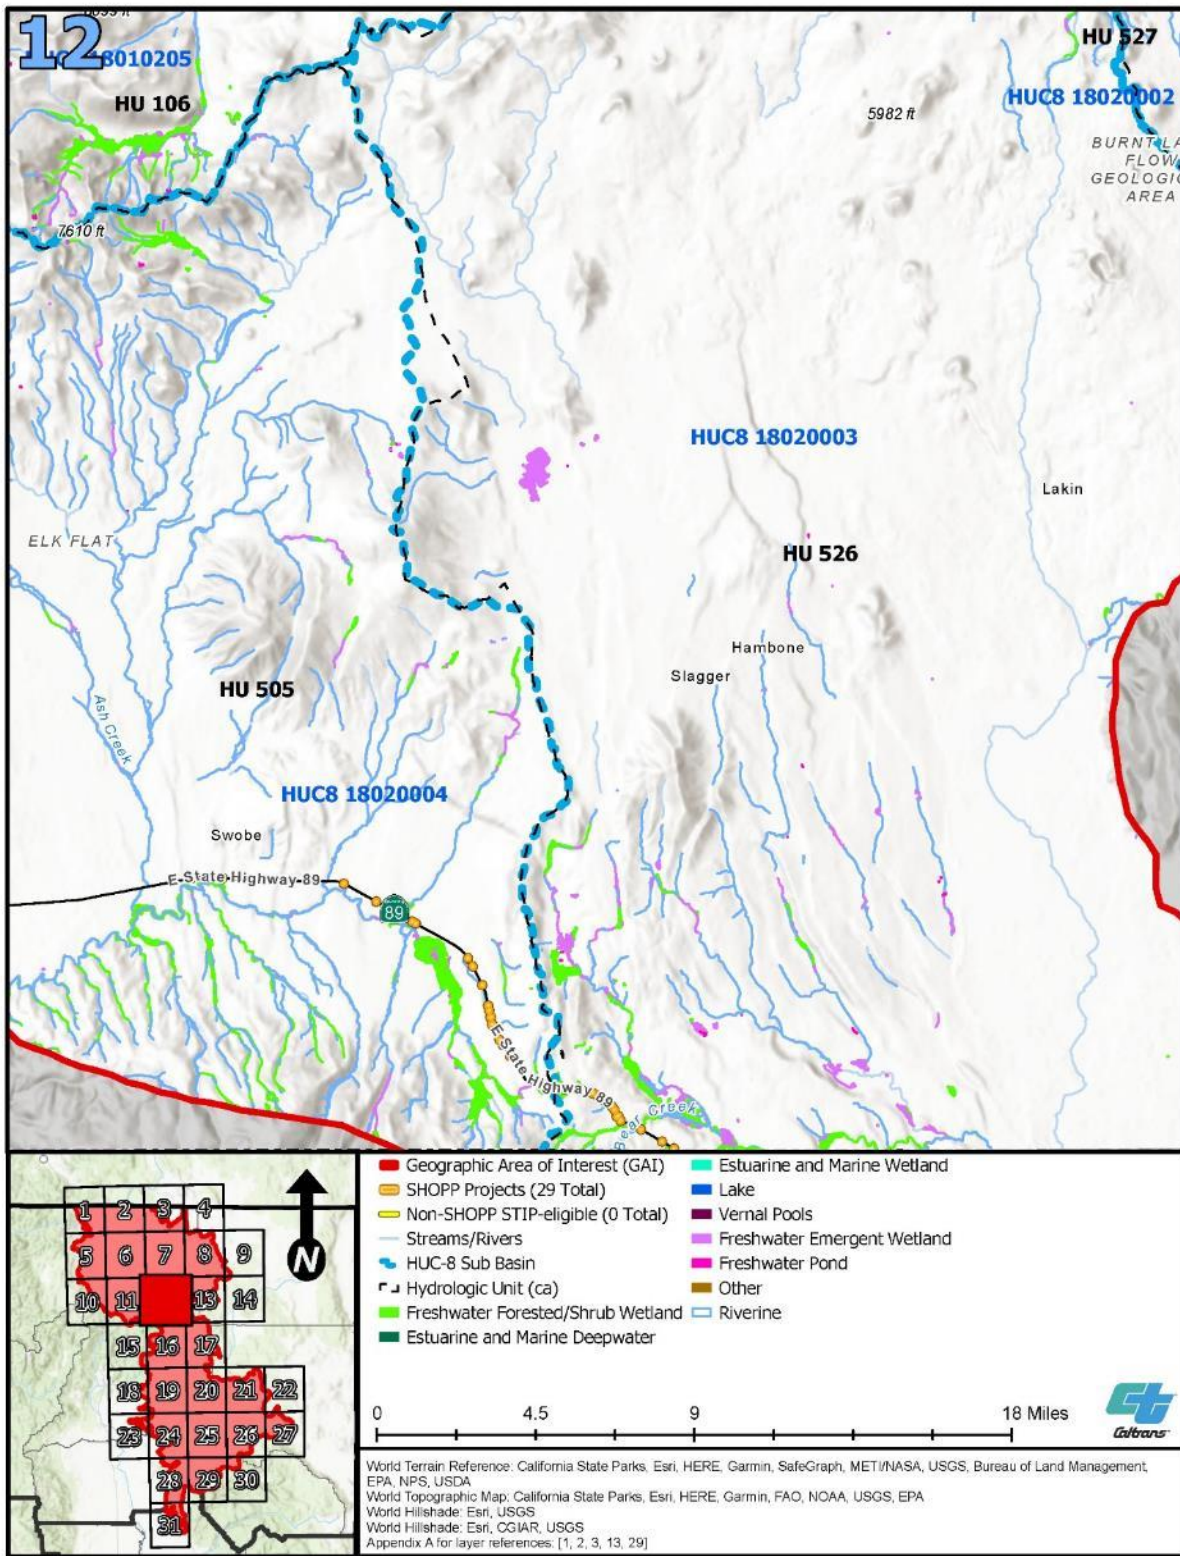 12
6095 ft
18010205
HU 106
7610 ft
5982 ft
HU 527
HUC8 18020002
BURNT LA
FLOW
GEOLOGIC
AREA
HUC8 18020003
Lakin
ELK FLAT
HU 526
Hambone
Slagger
HU 505
Ash Creek
HUC8 18020004
Swobe
E State Highway 89
89
E State Highway 89
Bear Creek
1 2 3 4
5 6 7 8 9
10 11 13 14
15 16 17
18 19 20 21 22
23 24 25 26 27
28 29 30
31
N
Geographic Area of Interest (GAI)
SHOPP Projects (29 Total)
Non-SHOPP STIP-eligible (0 Total)
Streams/Rivers
HUC-8 Sub Basin
Hydrologic Unit (ca)
Freshwater Forested/Shrub Wetland
Estuarine and Marine Deepwater
Estuarine and Marine Wetland
Lake
Vernal Pools
Freshwater Emergent Wetland
Freshwater Pond
Other
Riverine
0 4.5 9 18 Miles
Caltrans
World Terrain Reference: California State Parks, Esri, HERE, Garmin, SafeGraph, METI/NASA, USGS, Bureau of Land Management,
EPA, NPS, USDA
World Topographic Map: California State Parks, Esri, HERE, Garmin, FAO, NOAA, USGS, EPA
World Hillshade: Esri, USGS
World Hillshade: Esri, CGIAR, USGS
Appendix A for layer references: [1, 2, 3, 13, 29]